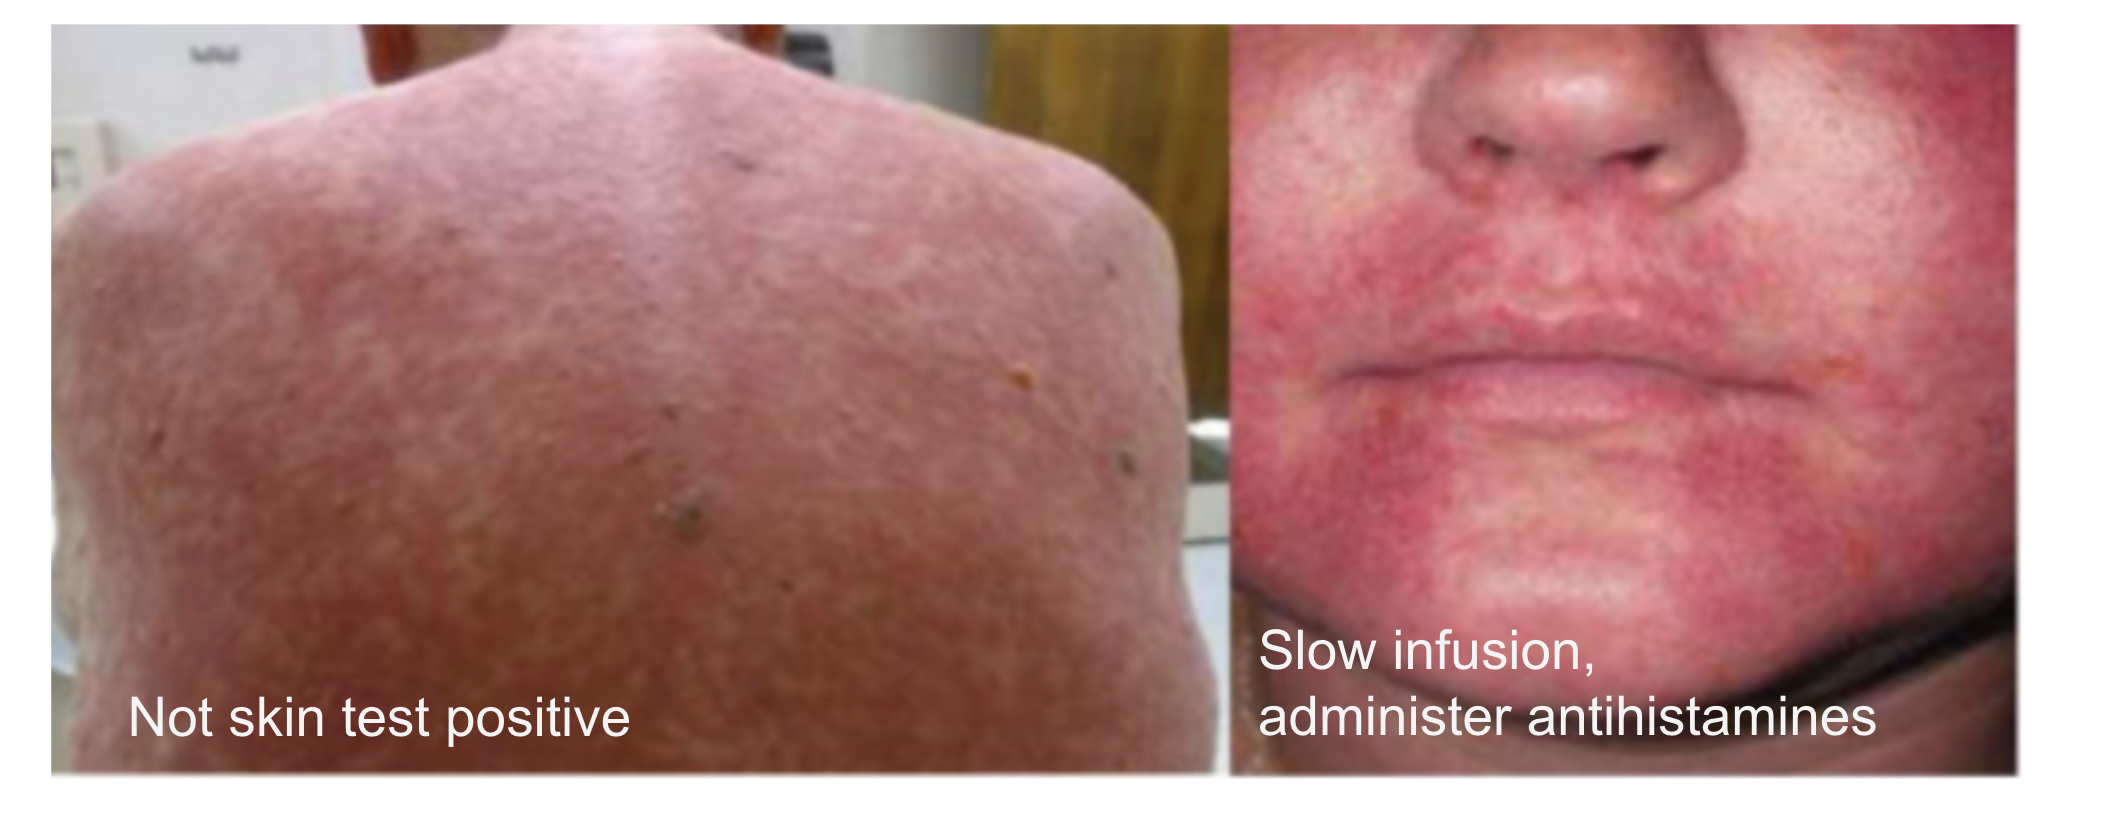 Not skin test positive
Slow infusion,
administer antihistamines